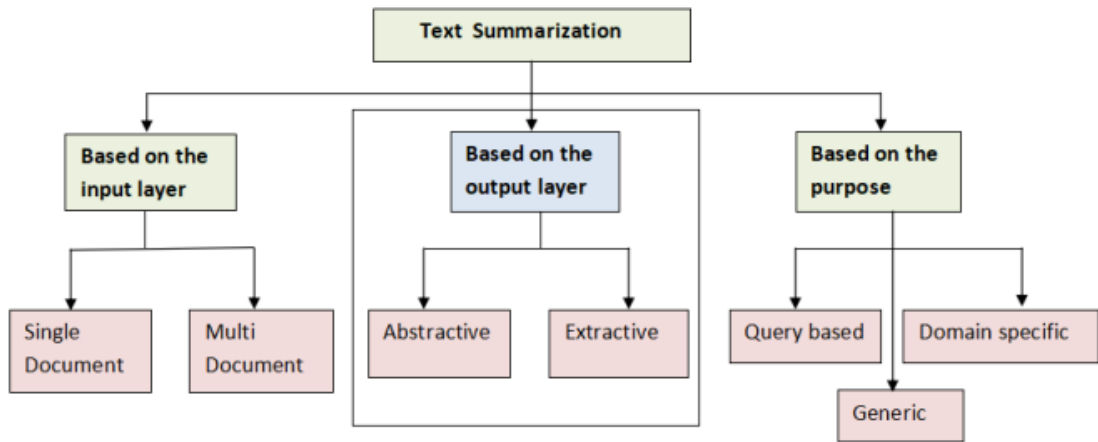 Text Summarization
Based on the
input layer
Based on the
output layer
Based on the
purpose
Single
Document
Multi
Document
Abstractive
Extractive
Query based
Domain specific
Generic